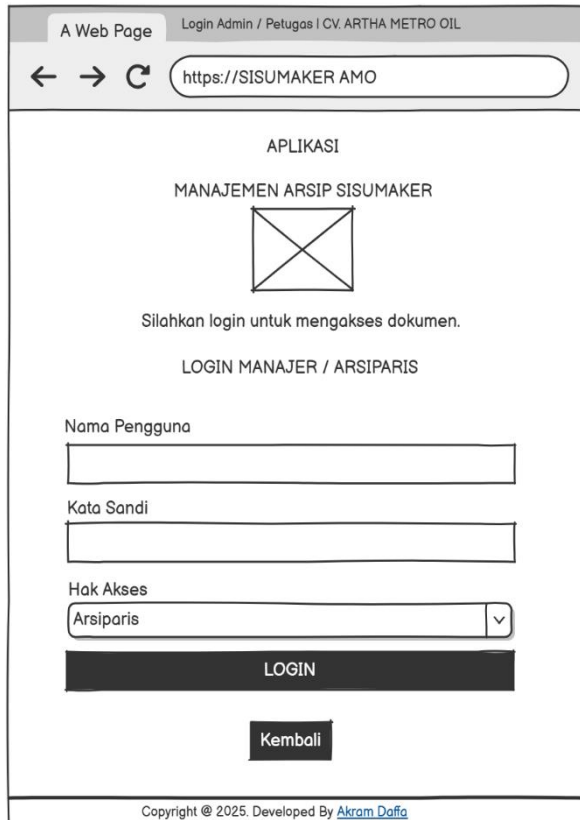 A Web Page
Login Admin / Petugas | CV. ARTHA METRO OIL
https://SISUMAKER AMO
APLIKASI
MANAJEMEN ARSIP SISUMAKER
Silahkan login untuk mengakses dokumen.
LOGIN MANAJER / ARSIPARIS
Nama Pengguna
Kata Sandi
Hak Akses
Arsiparis
LOGIN
Kembali
Copyright @ 2025. Developed By Akram Daffa